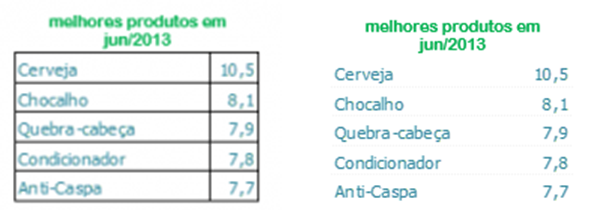 melhores produtos em
jun/2013
Cerveja 10,5
Chocalho 8,1
Quebra-cabeça 7,9
Condicionador 7,8
Anti-Caspa 7,7
melhores produtos em
jun/2013
Cerveja 10,5
Chocalho 8,1
Quebra-cabeça 7,9
Condicionador 7,8
Anti-Caspa 7,7